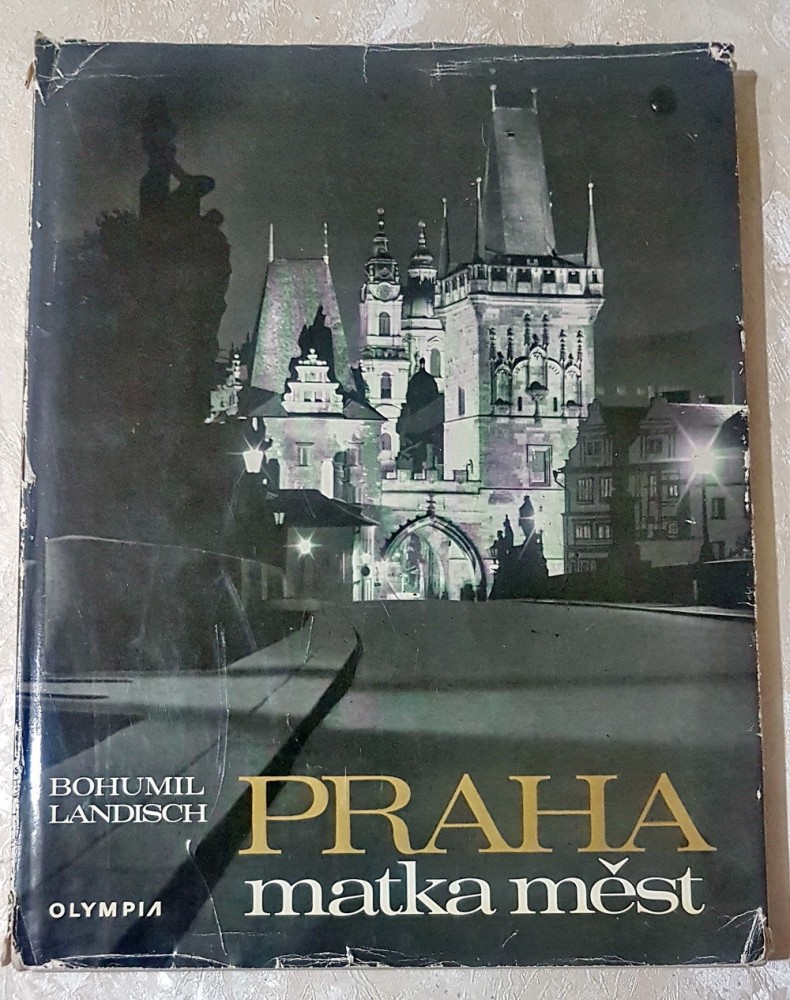 BOHUMIL
LANDISCH
PRAHA
matka měst
OLYMPIA